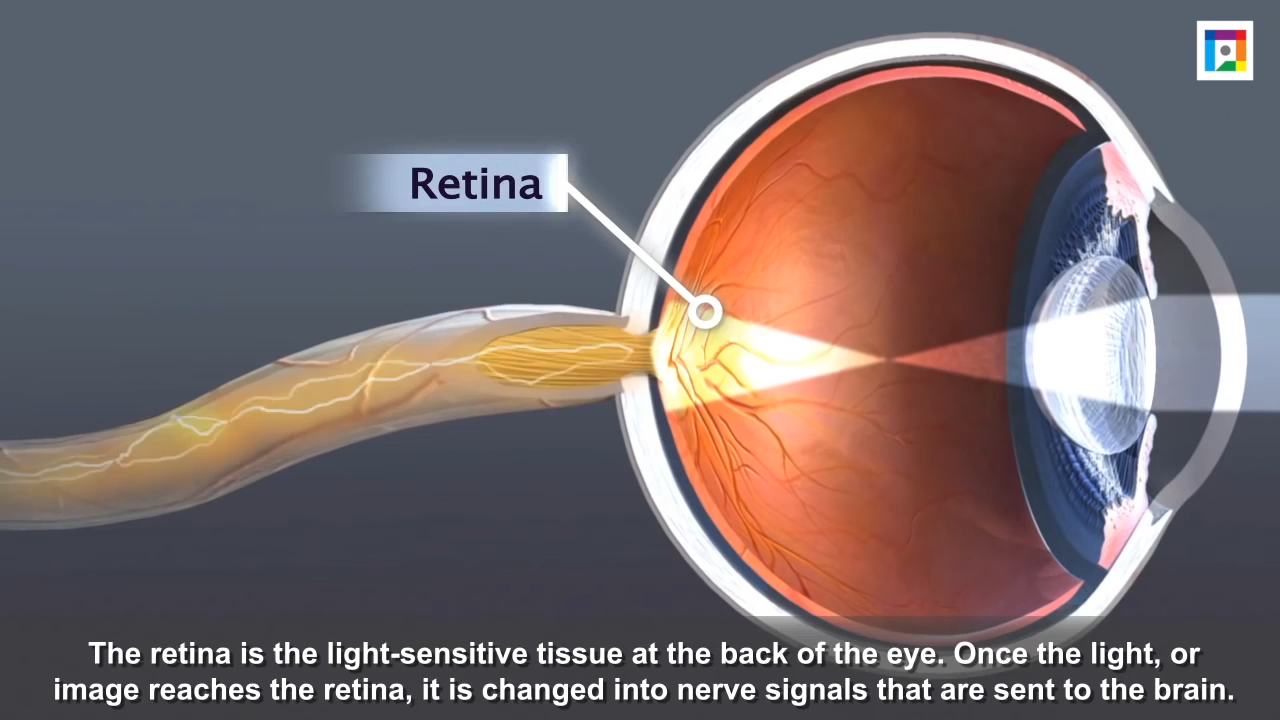 Retina
The retina is the light-sensitive tissue at the back of the eye. Once the light, or
image reaches the retina, it is changed into nerve signals that are sent to the brain.